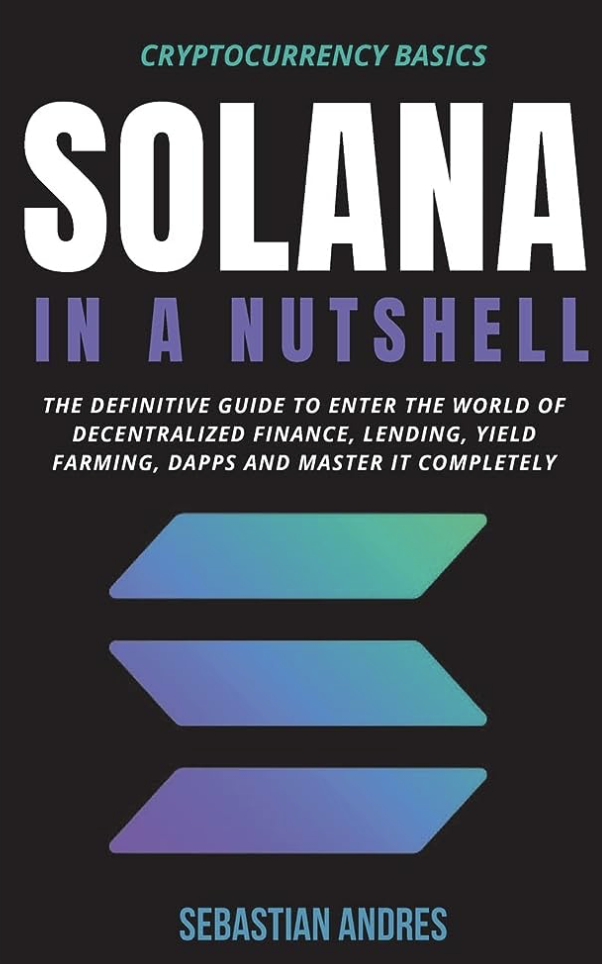 CRYPTOCURRENCY BASICS
SOLANA
IN A NUTSHELL
THE DEFINITIVE GUIDE TO ENTER THE WORLD OF
DECENTRALIZED FINANCE, LENDING, YIELD
FARMING, DAPPS AND MASTER IT COMPLETELY
SEBASTIAN ANDRES